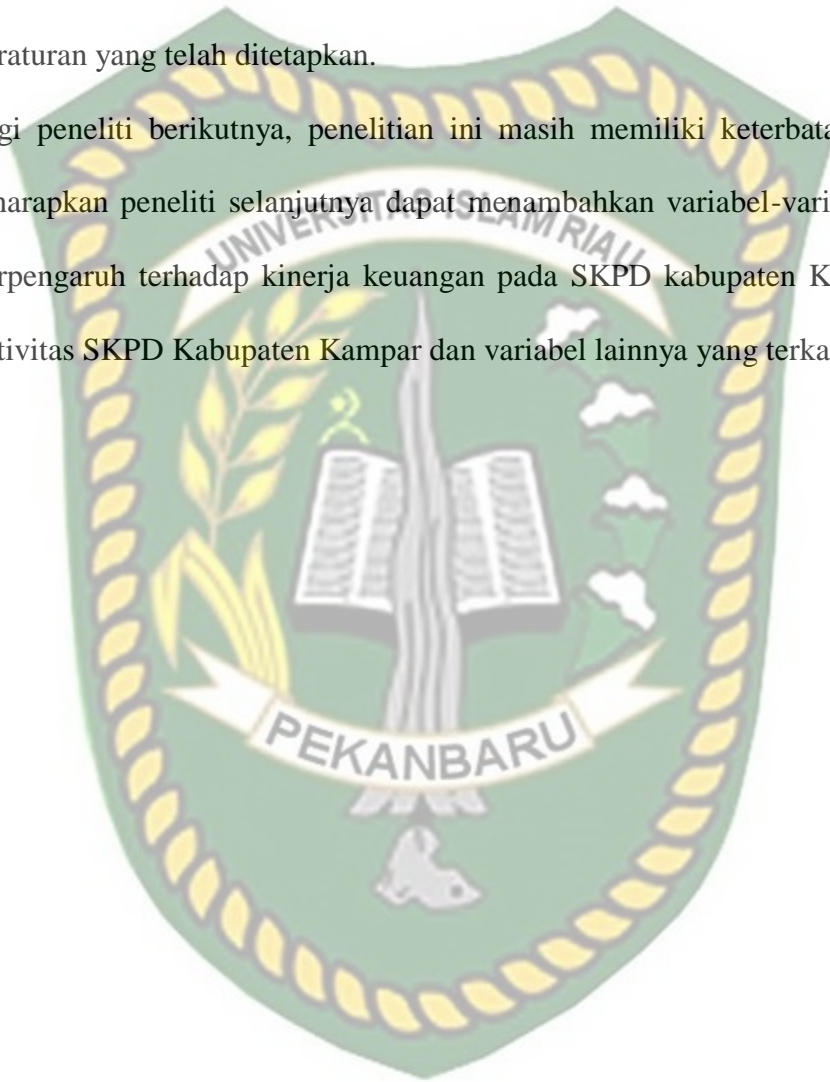 raturan yang telah ditetapkan.
gi peneliti berikutnya, penelitian ini masih memiliki keterbata
harapkan peneliti selanjutnya dapat menambahkan variabel-vari
rpengaruh terhadap kinerja keuangan pada SKPD kabupaten K
tivitas SKPD Kabupaten Kampar dan variabel lainnya yang terka
UNIVERSITAS ISLAM RIAU
PEKANBARU